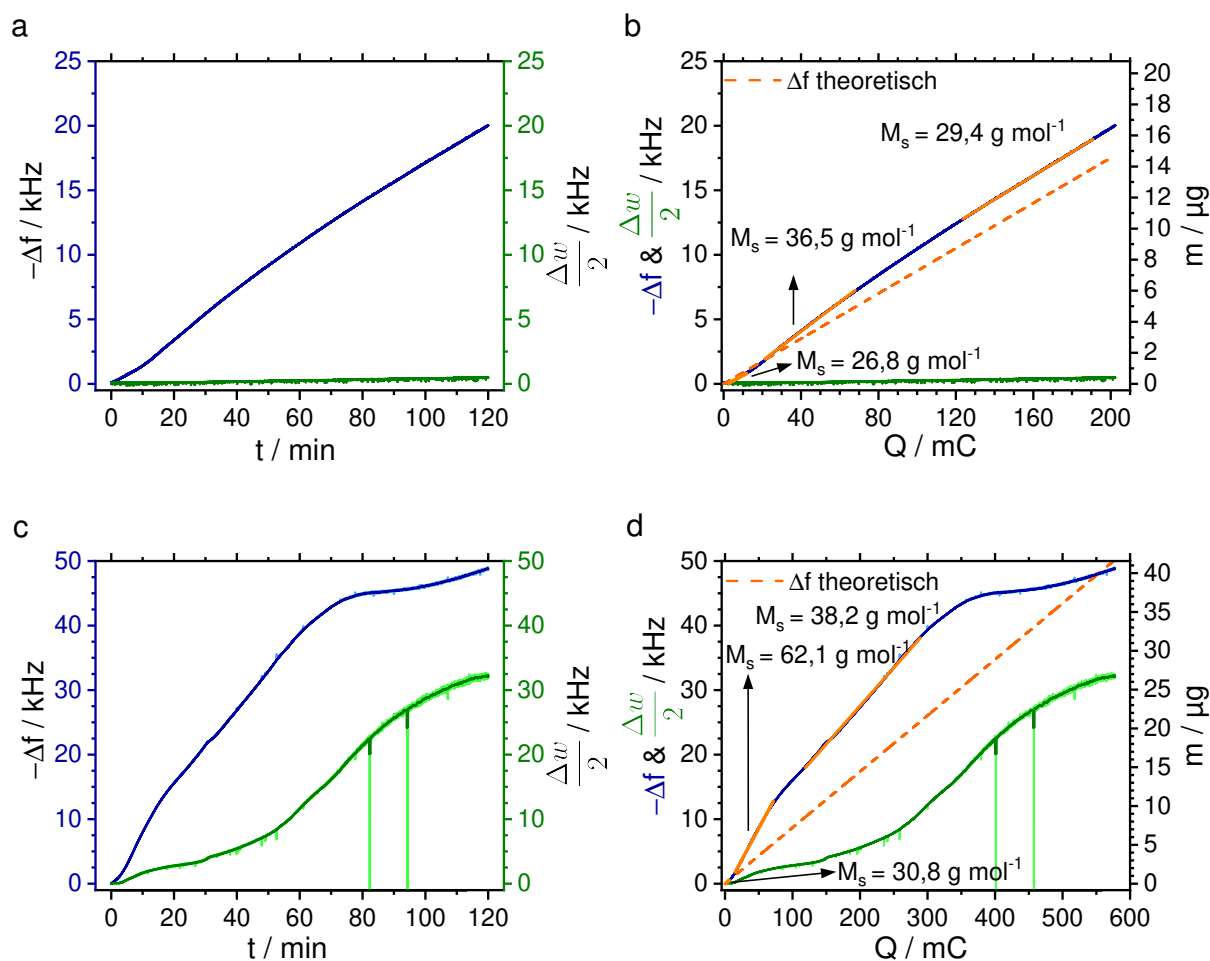 a
−Δf / kHz
25
20
15
10
5
0
0 20 40 60 80 100 120
t / min
25
20
15
10
5
0
Δw/2 / kHz
b
−Δf & Δw/2 / kHz
25
20
15
10
5
0
Δf theoretisch
Mₛ = 29,4 g mol⁻¹
Mₛ = 36,5 g mol⁻¹
Mₛ = 26,8 g mol⁻¹
0 40 80 120 160 200
Q / mC
20
18
16
14
12
10
8
6
4
2
0
m / µg
c
−Δf / kHz
50
40
30
20
10
0
0 20 40 60 80 100 120
t / min
50
40
30
20
10
0
Δw/2 / kHz
d
−Δf & Δw/2 / kHz
50
40
30
20
10
0
Δf theoretisch
Mₛ = 38,2 g mol⁻¹
Mₛ = 62,1 g mol⁻¹
Mₛ = 30,8 g mol⁻¹
0 100 200 300 400 500 600
Q / mC
40
35
30
25
20
15
10
5
0
m / µg